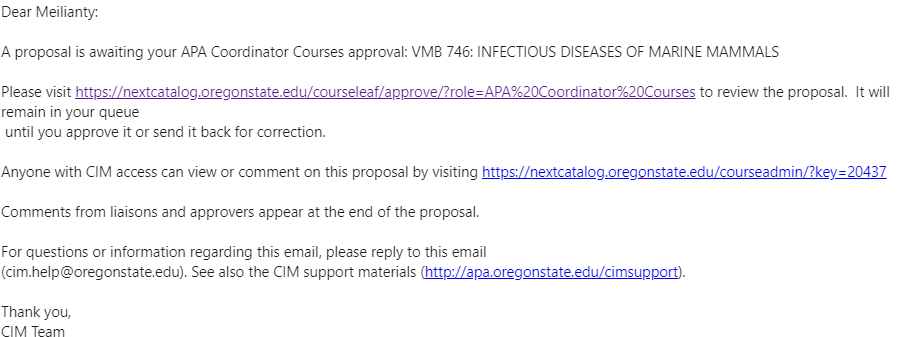 Dear Meilianty:
A proposal is awaiting your APA Coordinator Courses approval: VMB 746: INFECTIOUS DISEASES OF MARINE MAMMALS
Please visit https://nextcatalog.oregonstate.edu/courseleaf/approve/?role=APA%20Coordinator%20Courses to review the proposal.  It will
remain in your queue
until you approve it or send it back for correction.
Anyone with CIM access can view or comment on this proposal by visiting https://nextcatalog.oregonstate.edu/courseadmin/?key=20437
Comments from liaisons and approvers appear at the end of the proposal.
For questions or information regarding this email, please reply to this email
(cim.help@oregonstate.edu). See also the CIM support materials (http://apa.oregonstate.edu/cimsupport).
Thank you,
CIM Team